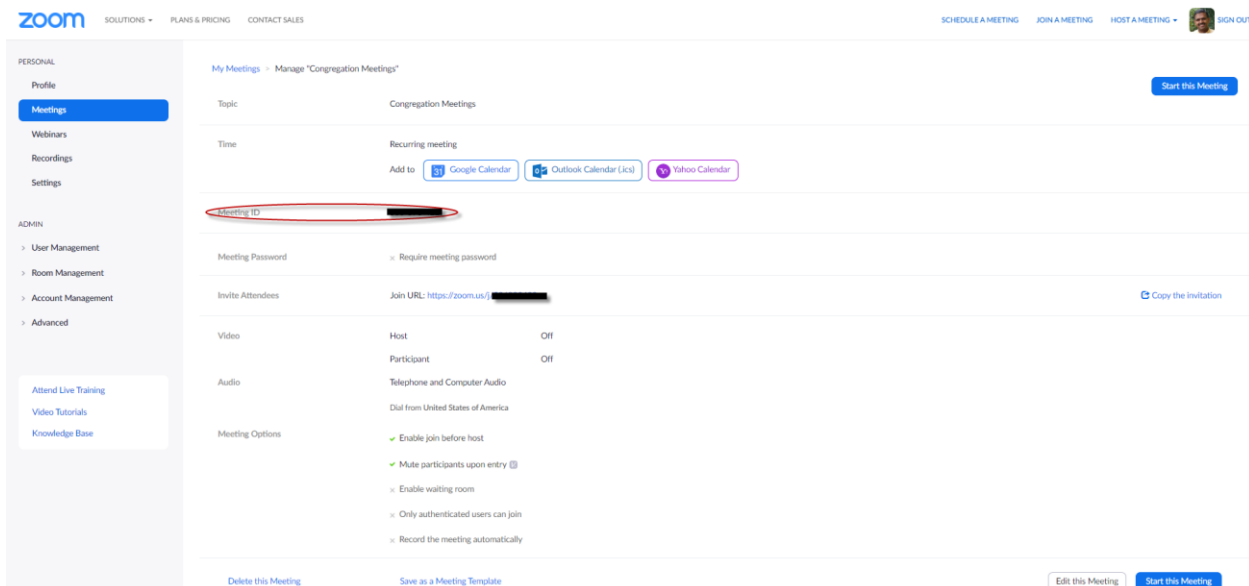 zoom SOLUTIONS PLANS & PRICING CONTACT SALES SCHEDULE A MEETING JOIN A MEETING HOST A MEETING SIGN OUT
PERSONAL
Profile
Meetings
Webinars
Recordings
Settings
ADMIN
> User Management
> Room Management
> Account Management
> Advanced
Attend Live Training
Video Tutorials
Knowledge Base
My Meetings > Manage "Congregation Meetings"
Start this Meeting
Topic Congregation Meetings
Time Recurring meeting
Add to 31 Google Calendar Outlook Calendar (.ics) Yahoo Calendar
Meeting ID
Meeting Password Require meeting password
Invite Attendees Join URL: https://zoom.us/j Copy the invitation
Video Host Off
Participant Off
Audio Telephone and Computer Audio
Dial from United States of America
Meeting Options Enable join before host
Mute participants upon entry
Enable waiting room
Only authenticated users can join
Record the meeting automatically
Delete this Meeting Save as a Meeting Template Edit this Meeting Start this Meeting